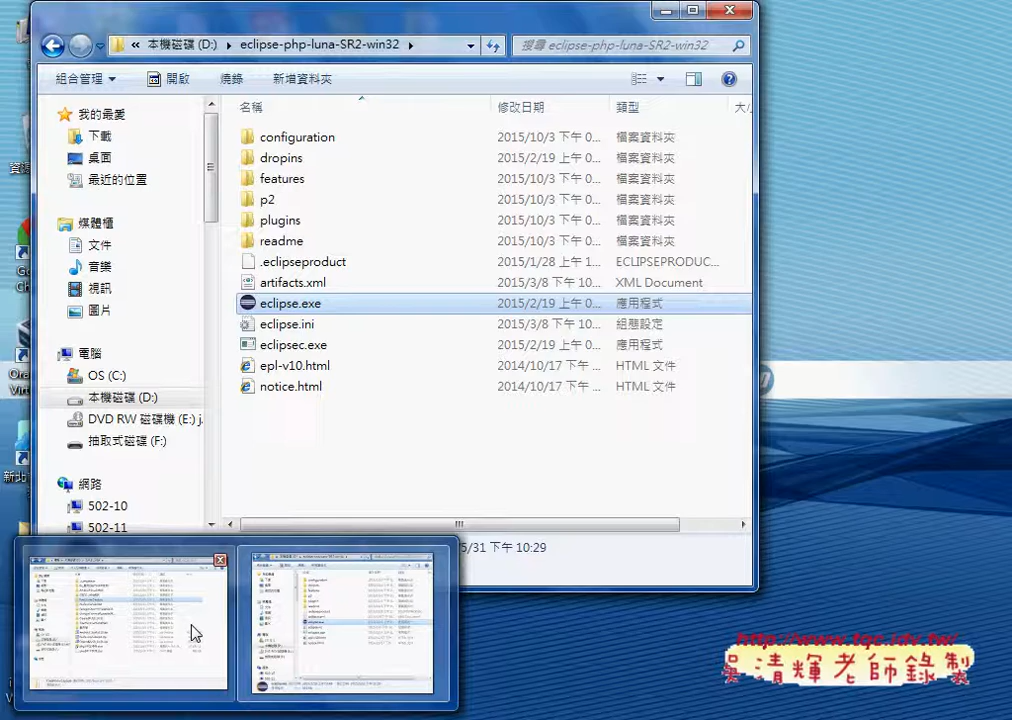 « 本機磁碟 (D:) ▸ eclipse-php-luna-SR2-win32 ▸
搜尋 eclipse-php-luna-SR2-win32
組合管理 ▼ 開啟 燒錄 新增資料夾
我的最愛
下載
桌面
最近的位置
媒體櫃
文件
音樂
視訊
圖片
電腦
OS (C:)
本機磁碟 (D:)
DVD RW 磁碟機 (E:) j
抽取式磁碟 (F:)
網路
502-10
502-11
名稱 修改日期 類型 大
configuration 2015/10/3 下午 0... 檔案資料夾
dropins 2015/2/19 上午 0... 檔案資料夾
features 2015/10/3 下午 0... 檔案資料夾
p2 2015/10/3 下午 0... 檔案資料夾
plugins 2015/10/3 下午 0... 檔案資料夾
readme 2015/10/3 下午 0... 檔案資料夾
.eclipseproduct 2015/1/28 上午 1... ECLIPSEPRODUC...
artifacts.xml 2015/3/8 下午 10... XML Document
eclipse.exe 2015/2/19 上午 0... 應用程式
eclipse.ini 2015/3/8 下午 10... 組態設定
eclipsec.exe 2015/2/19 上午 0... 應用程式
epl-v10.html 2014/10/17 下午 ... HTML 文件
notice.html 2014/10/17 下午 ... HTML 文件
5/31 下午 10:29
http://www.tqc.idv.tw/
吳清輝老師錄製